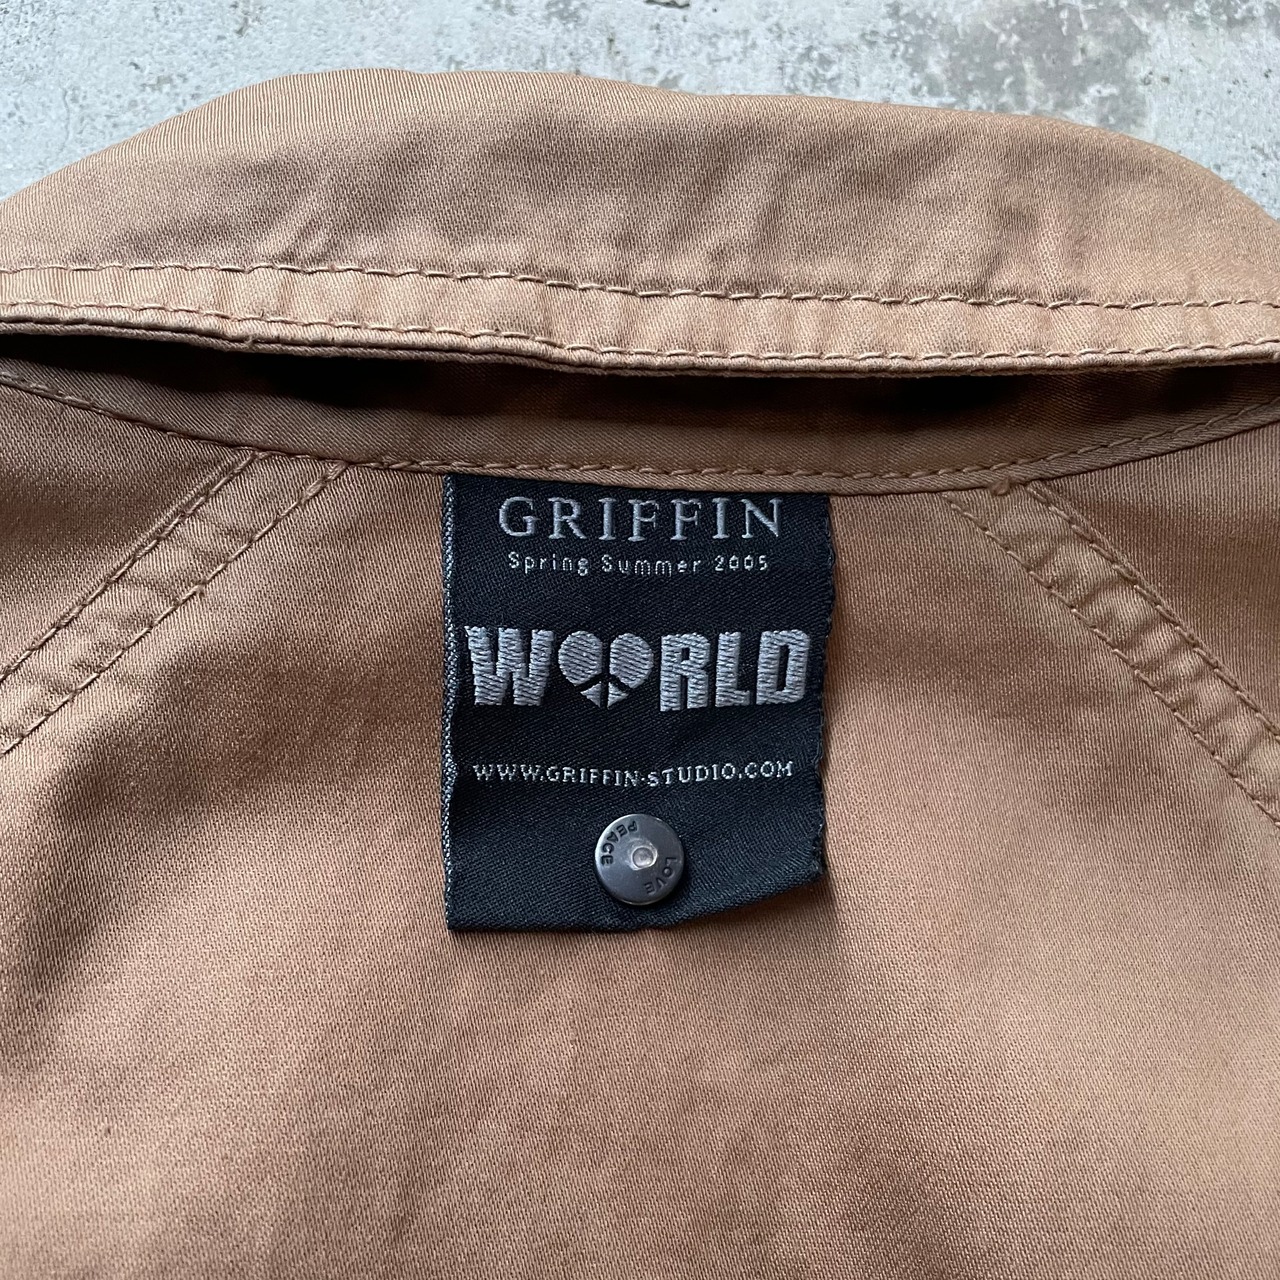 GRIFFIN
Spring Summer 2005
WORLD
WWW.GRIFFIN-STUDIO.COM
PEACE
LOVE